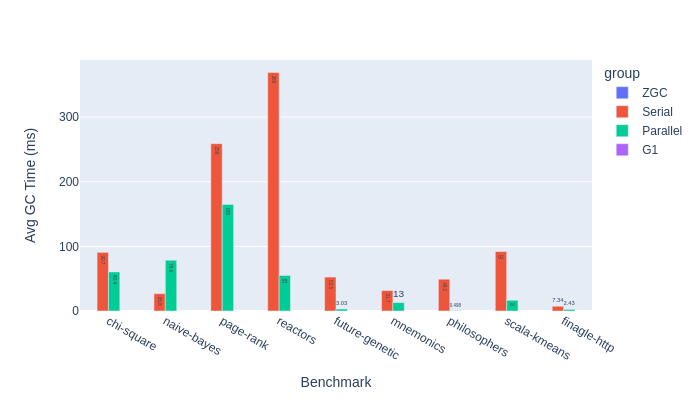 group
ZGC
Serial
Parallel
G1
Avg GC Time (ms)
300
200
100
0
3.03
13
0.498
7.34
2.43
chi-square
naive-bayes
page-rank
reactors
future-genetic
mnemonics
philosophers
scala-kmeans
finagle-http
Benchmark